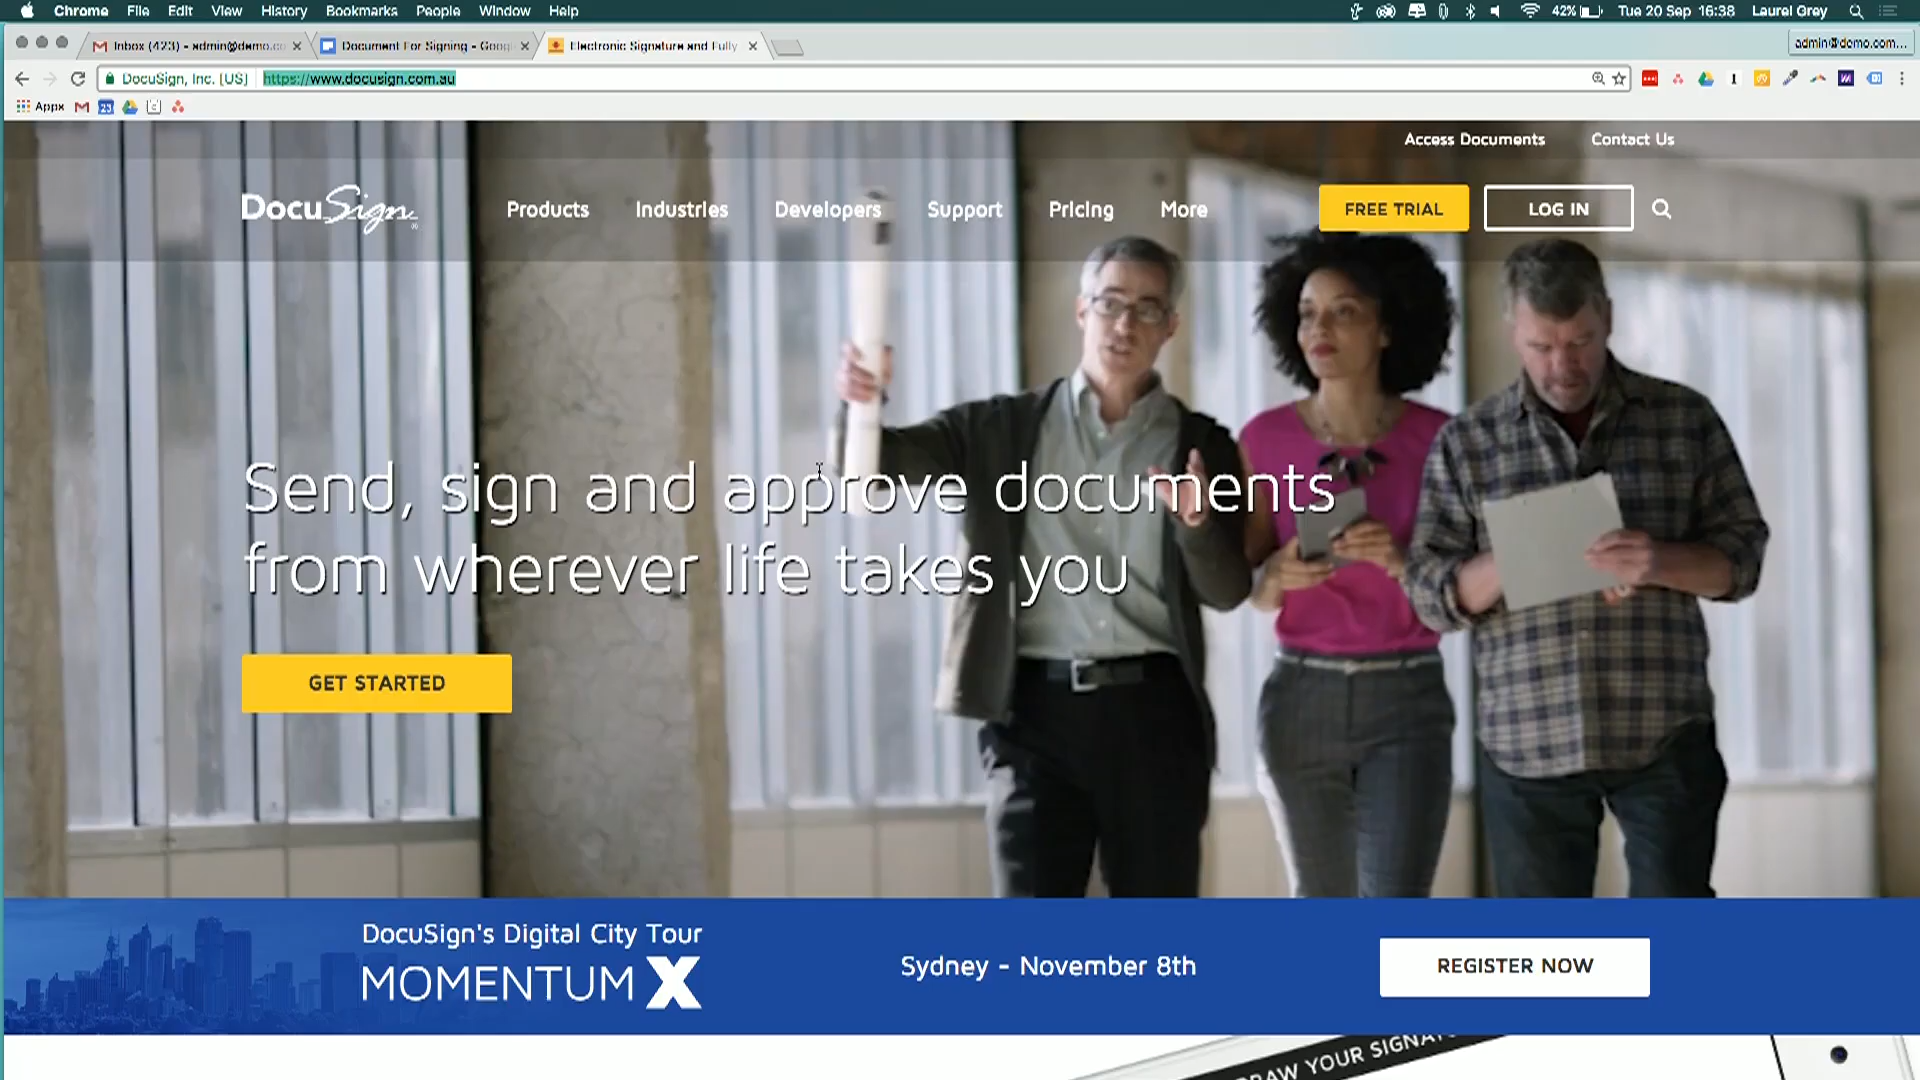 Chrome File Edit View History Bookmarks People Window Help 42% Tue 20 Sep 16:38 Laurel Grey
Inbox (423) - admin@demo.co
Document For Signing - Googl
Electronic Signature and Fully
admin@demo.com...
DocuSign, Inc. [US] https://www.docusign.com.au
Apps
Access Documents Contact Us
DocuSign Products Industries Developers Support Pricing More FREE TRIAL LOG IN
Send, sign and approve documents
from wherever life takes you
GET STARTED
DocuSign's Digital City Tour
MOMENTUM X
Sydney - November 8th
REGISTER NOW
RAW YOUR SIGNAT